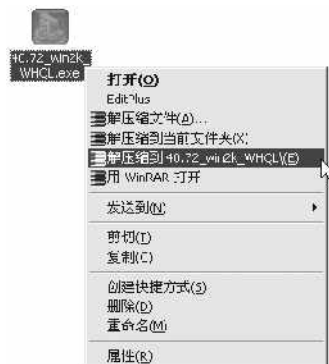 40.72_win2k_
WHCL.exe
打开(O)
EditPlus
解压缩文件(A)...
解压缩到当前文件夹(X)
解压缩到 40.72_win2k_WHCL\(E)
用 WinRAR 打开
发送到(N)
剪切(T)
复制(C)
创建快捷方式(S)
删除(D)
重命名(M)
属性(R)